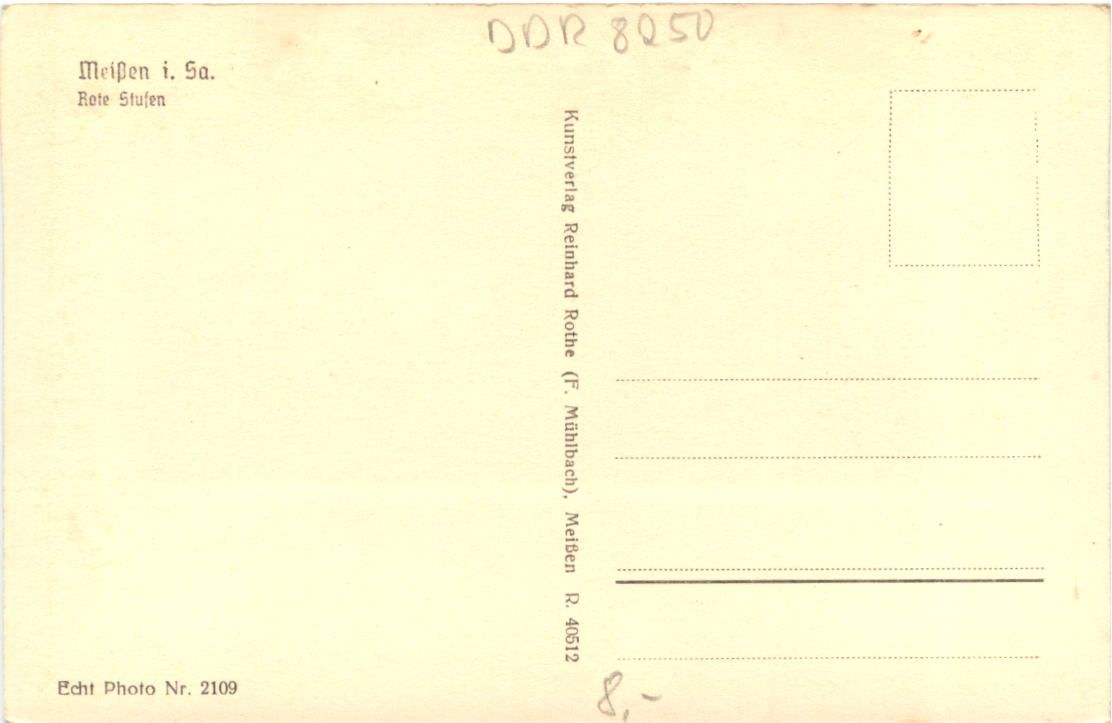 DDR 8250
Meißen i. Sa.
Rote Stufen
Kunstverlag Reinhard Rothe (F. Mühlbach), Meißen R. 40512
Echt Photo Nr. 2109
8,-